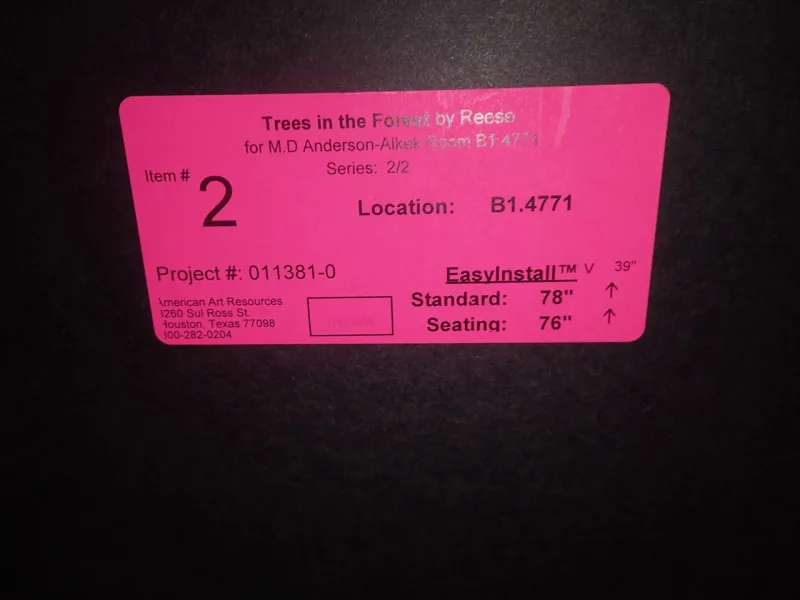 Trees in the Forest by Reese
for M.D Anderson-Alkek Room B1.4771
Series: 2/2
Item # 2
Location: B1.4771
Project #: 011381-0
EasyInstall™ V 39"
Standard: 78" ↑
Seating: 76" ↑
American Art Resources
3260 Sul Ross St.
Houston, Texas 77098
800-282-0204